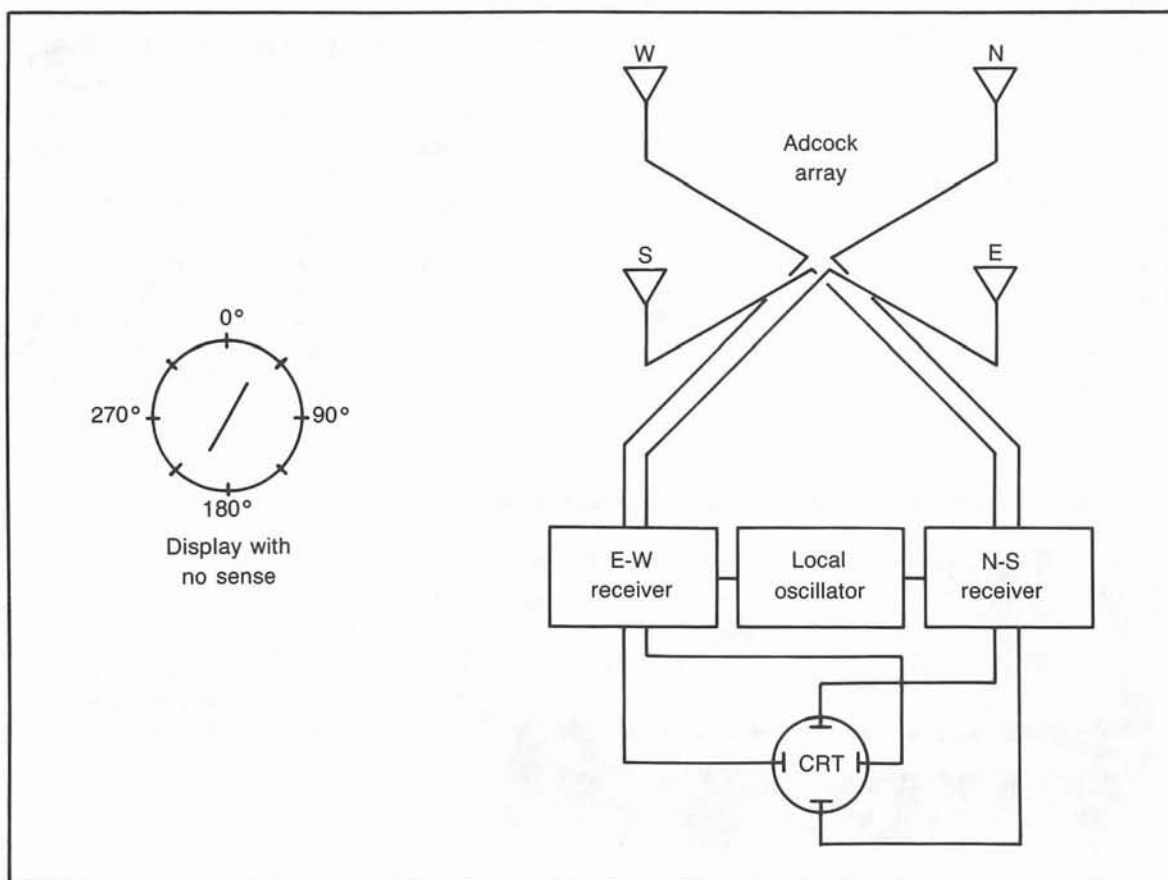 W
N
Adcock
array
S
E
0°
270°
90°
180°
Display with
no sense
E-W
receiver
Local
oscillator
N-S
receiver
CRT